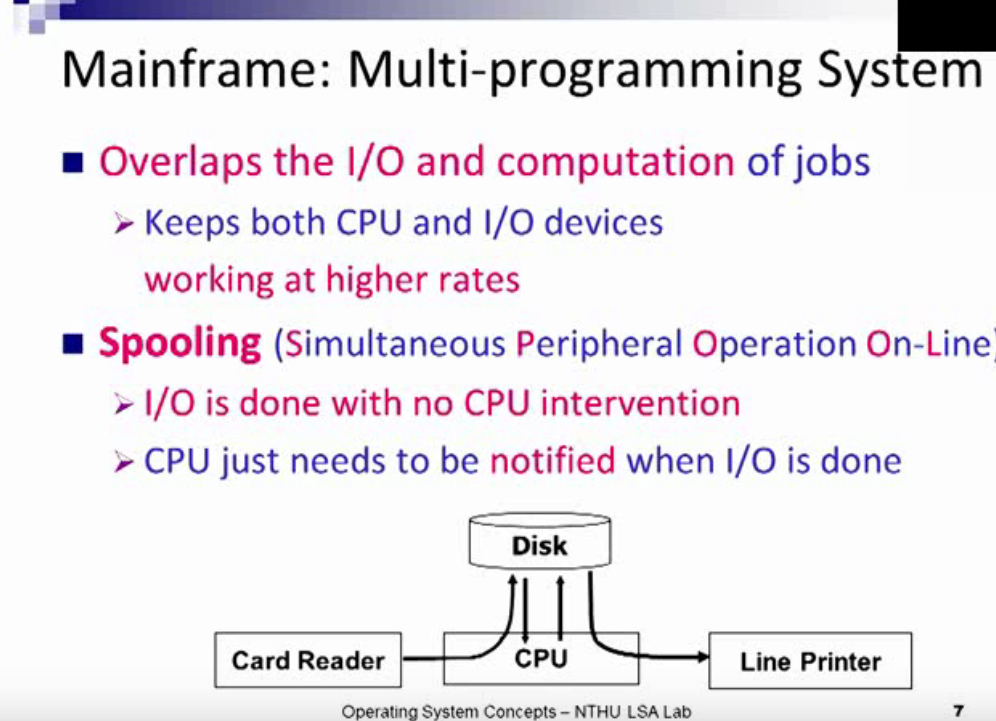 Mainframe: Multi-programming System
Overlaps the I/O and computation of jobs
Keeps both CPU and I/O devices
working at higher rates
Spooling (Simultaneous Peripheral Operation On-Line)
I/O is done with no CPU intervention
CPU just needs to be notified when I/O is done
Disk
Card Reader
CPU
Line Printer
Operating System Concepts – NTHU LSA Lab
7